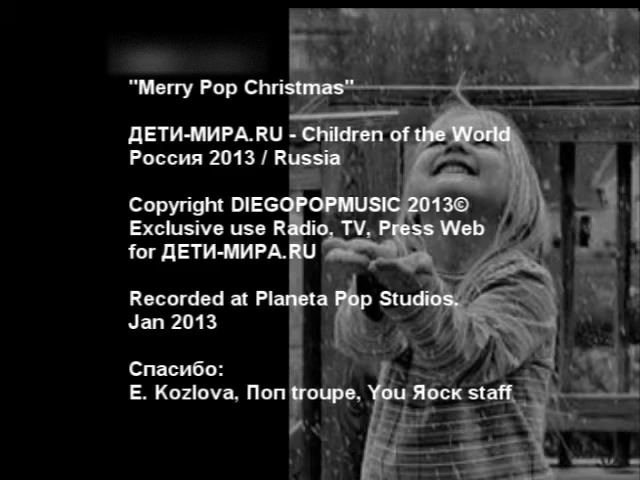 "Merry Pop Christmas"
ДЕТИ-МИРА.RU - Children of the World
Россия 2013 / Russia
Copyright DIEGOPOPMUSIC 2013©
Exclusive use Radio, TV, Press Web
for ДЕТИ-МИРА.RU
Recorded at Planeta Pop Studios.
Jan 2013
Спасибо:
E. Kozlova, Поп troupe, You Яоск staff